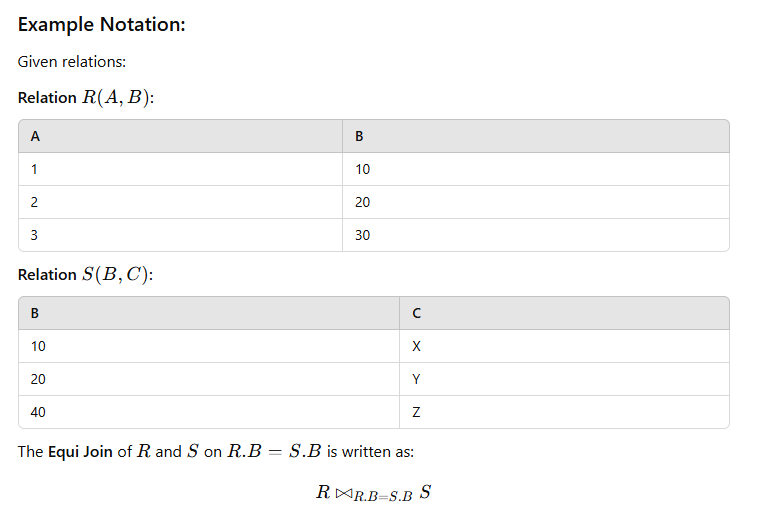 Example Notation:
Given relations:
Relation R(A, B):
A B
1 10
2 20
3 30
Relation S(B, C):
B C
10 X
20 Y
40 Z
The Equi Join of R and S on R.B = S.B is written as:
R ⋈R.B=S.B S